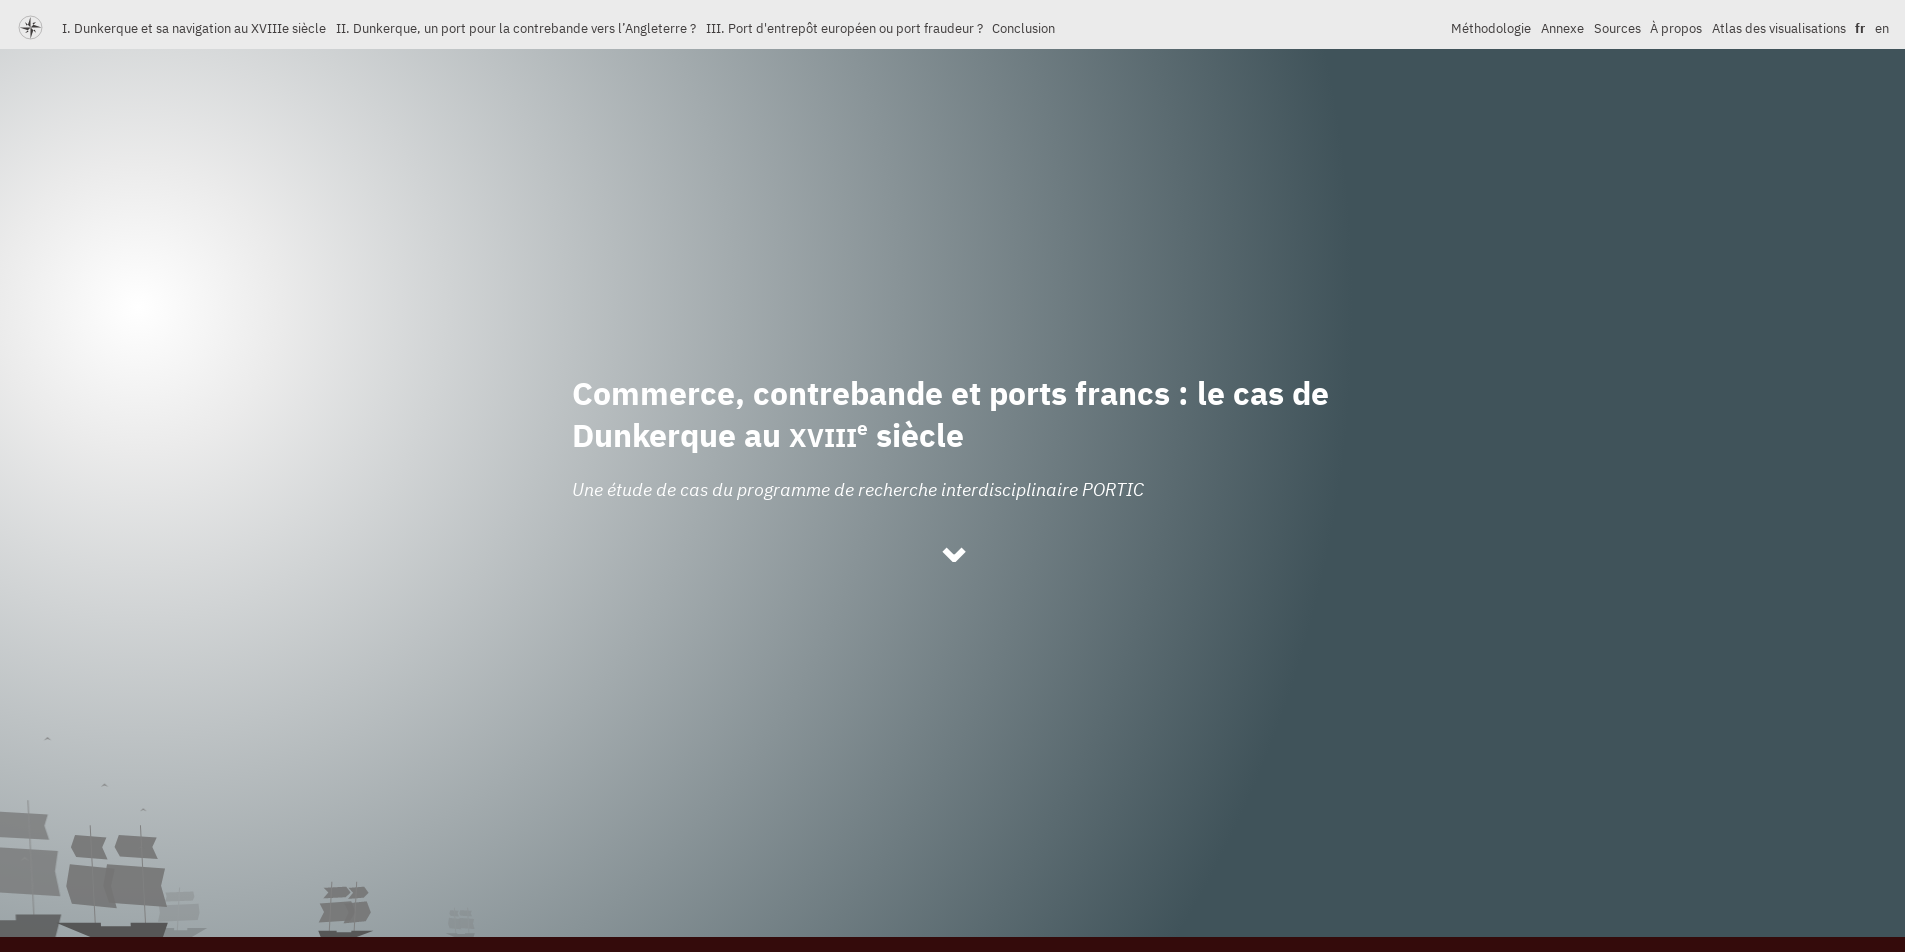 I. Dunkerque et sa navigation au XVIIIe siècle II. Dunkerque, un port pour la contrebande vers l’Angleterre ? III. Port d'entrepôt européen ou port fraudeur ? Conclusion Méthodologie Annexe Sources À propos Atlas des visualisations fr en
Commerce, contrebande et ports francs : le cas de
Dunkerque au XVIIIe siècle
Une étude de cas du programme de recherche interdisciplinaire PORTIC